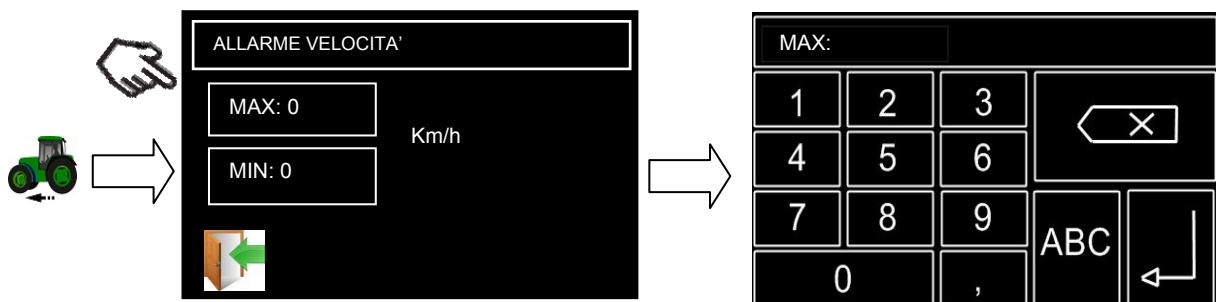 ALLARME VELOCITA'
MAX: 0
Km/h
MIN: 0
MAX:
1 2 3
4 5 6
7 8 9
ABC
0 ,